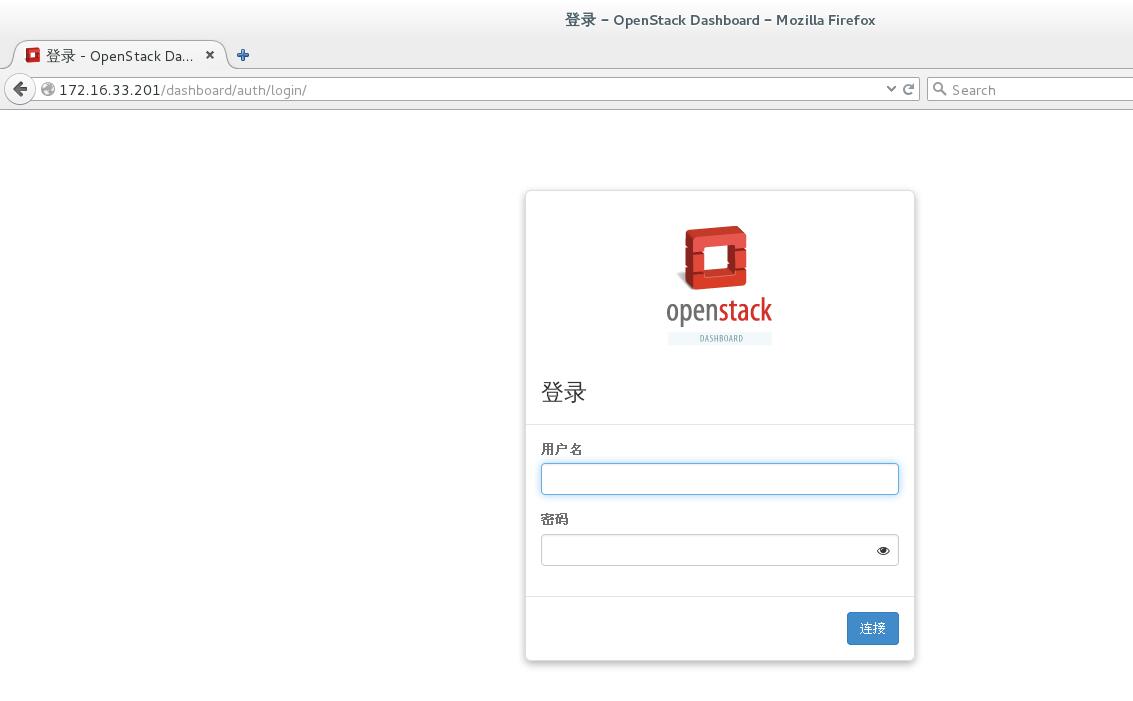 登录 - OpenStack Dashboard - Mozilla Firefox
登录 - OpenStack Da...
172.16.33.201/dashboard/auth/login/
Search
openstack
DASHBOARD
登录
用户名
密码
连接